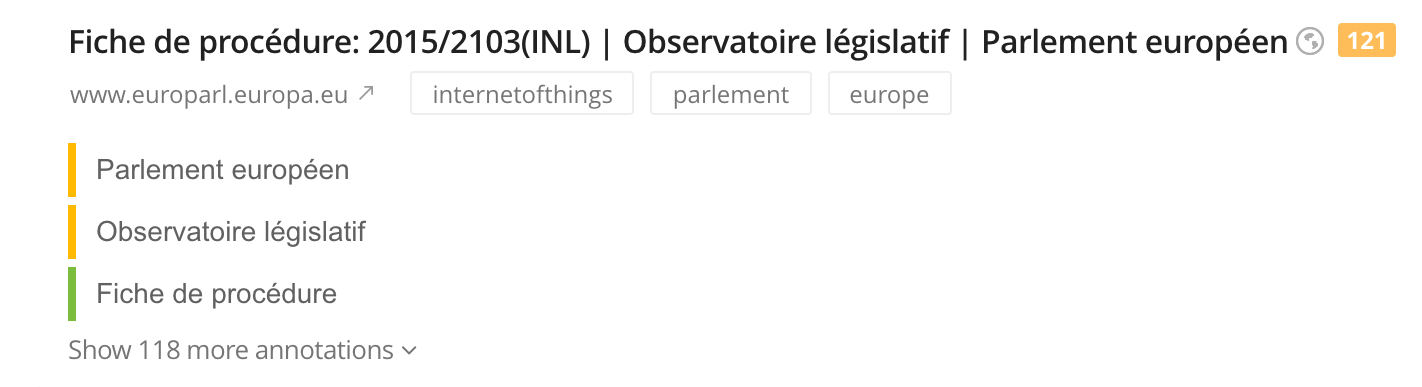 Fiche de procédure: 2015/2103(INL) | Observatoire législatif | Parlement européen 121
www.europarl.europa.eu internetofthings parlement europe
Parlement européen
Observatoire législatif
Fiche de procédure
Show 118 more annotations